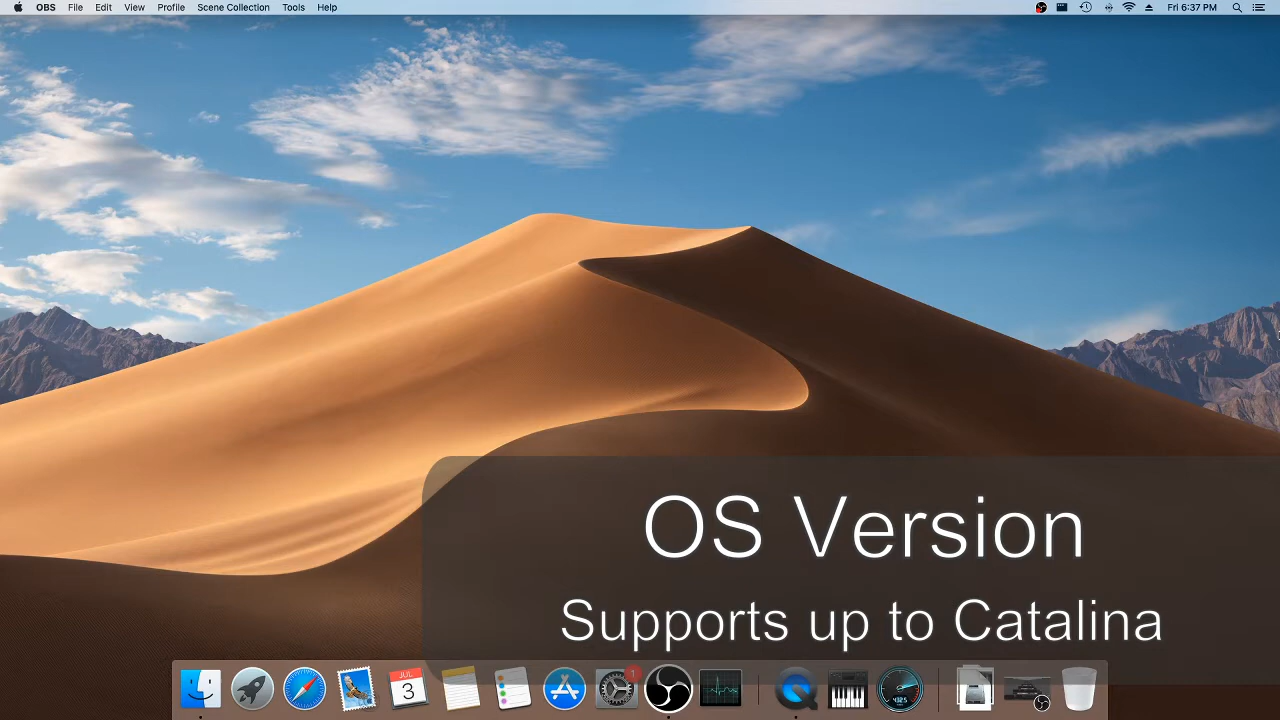 OBS File Edit View Profile Scene Collection Tools Help Fri 6:37 PM
OS Version
Supports up to Catalina
1
JUL
3